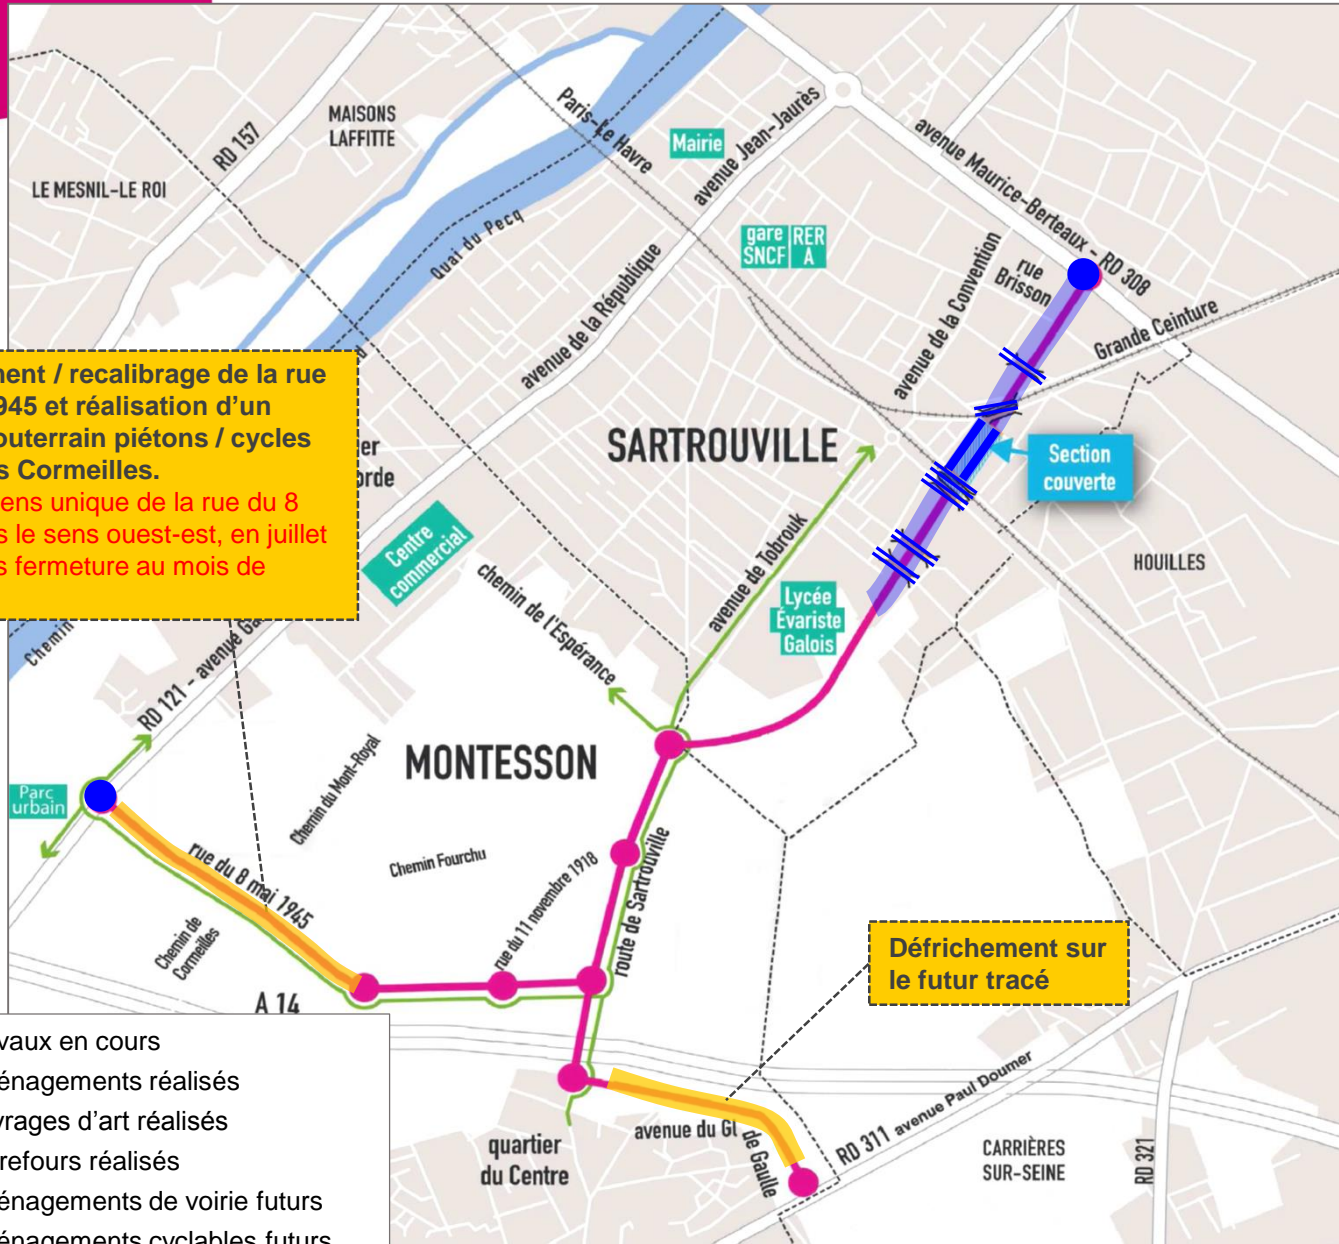 MAISONS
LAFFITTE
RD 157
LE MESNIL-LE ROI
Paris-Le Havre
Mairie
avenue Jean-Jaurès
avenue Maurice-Berteaux - RD 308
Quai du Pecq
gare
SNCF
RER
A
avenue de la République
avenue de la Convention
rue
Brisson
Grande Ceinture
ment / recalibrage de la rue
945 et réalisation d'un
outerrain piétons / cycles
s Cormeilles.
ens unique de la rue du 8
s le sens ouest-est, en juillet
s fermeture au mois de
er
orde
SARTROUVILLE
Section
couverte
Centre
commercial
chemin de l'Espérance
avenue de Tobrouk
Lycée
Évariste
Galois
HOUILLES
Chemin
RD 121 - avenue Ga
MONTESSON
Parc
urbain
Chemin du Mont-Royal
Chemin Fourchu
rue du 8 mai 1945
Chemin de
Cormeilles
rue du 11 novembre 1918
route de Sartrouville
Défrichement sur
le futur tracé
A 14
vaux en cours
énagements réalisés
vrages d'art réalisés
refours réalisés
énagements de voirie futurs
énagements cyclables futurs
quartier
du Centre
avenue du Gl
de Gaulle
RD 311 avenue Paul Doumer
CARRIÈRES
SUR-SEINE
RD 321